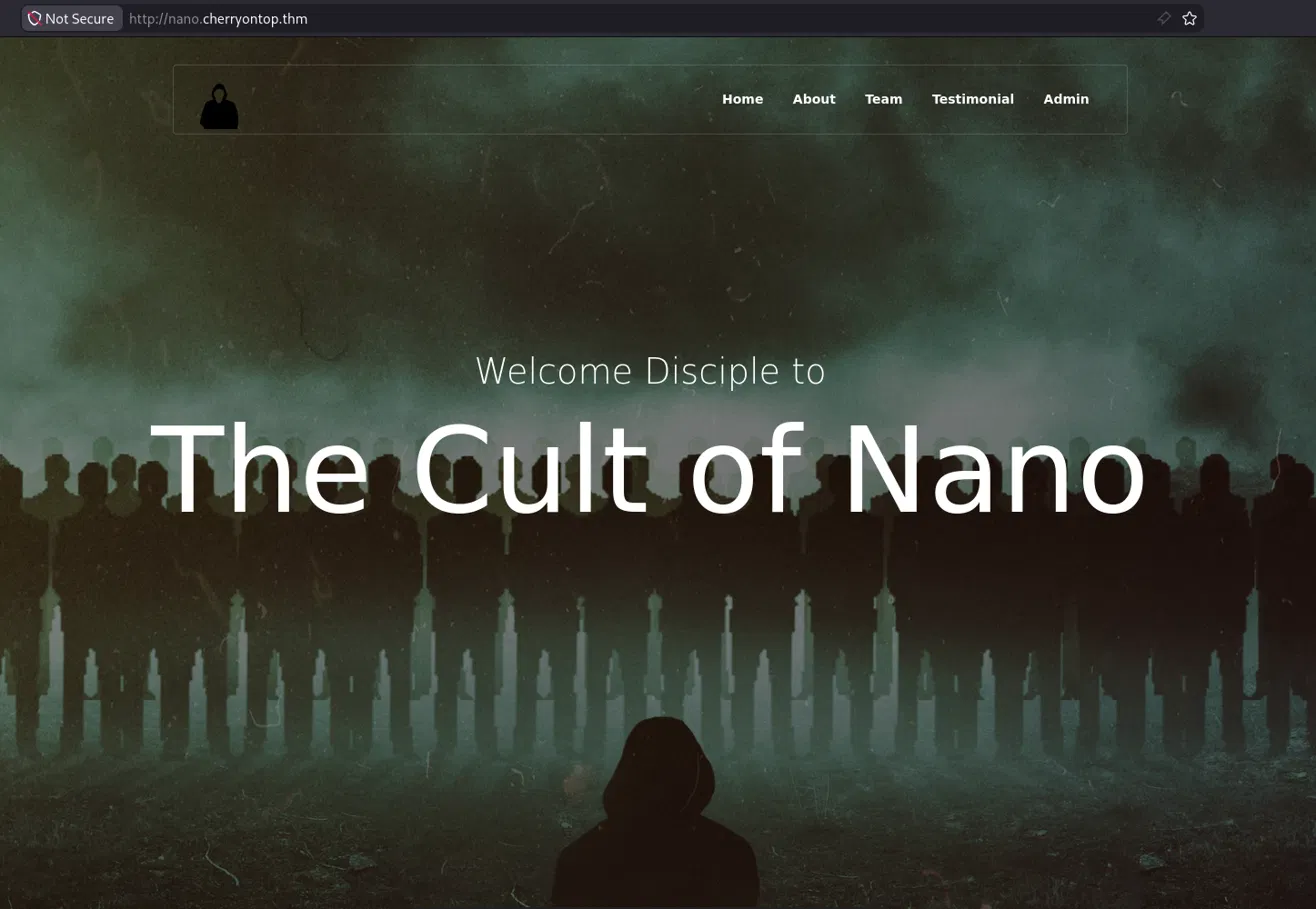 Not Secure http://nano.cherryontop.thm
Home About Team Testimonial Admin
Welcome Disciple to
The Cult of Nano